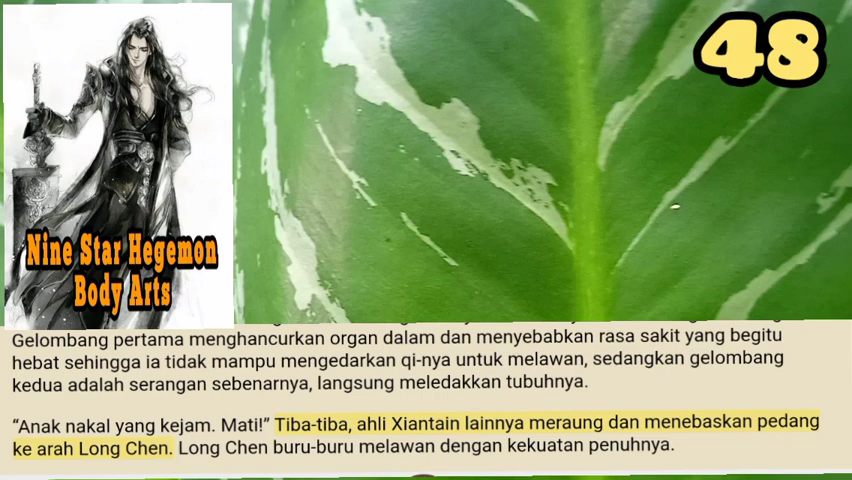 48
Nine Star Hegemon
Body Arts
Gelombang pertama menghancurkan organ dalam dan menyebabkan rasa sakit yang begitu
hebat sehingga ia tidak mampu mengedarkan qi-nya untuk melawan, sedangkan gelombang
kedua adalah serangan sebenarnya, langsung meledakkan tubuhnya.
“Anak nakal yang kejam. Mati!” Tiba-tiba, ahli Xiantain lainnya meraung dan menebaskan pedang
ke arah Long Chen. Long Chen buru-buru melawan dengan kekuatan penuhnya.